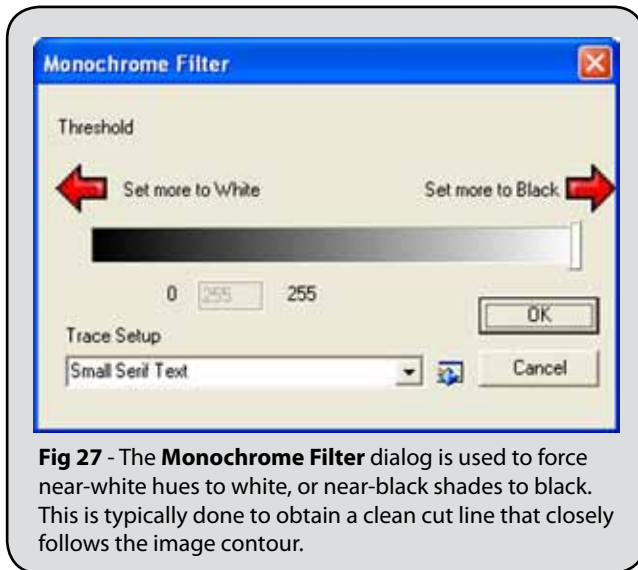 Monochrome Filter
Threshold
Set more to White
Set more to Black
0 255 255
OK
Trace Setup
Small Serif Text
Cancel
Fig 27 - The Monochrome Filter dialog is used to force
near-white hues to white, or near-black shades to black.
This is typically done to obtain a clean cut line that closely
follows the image contour.